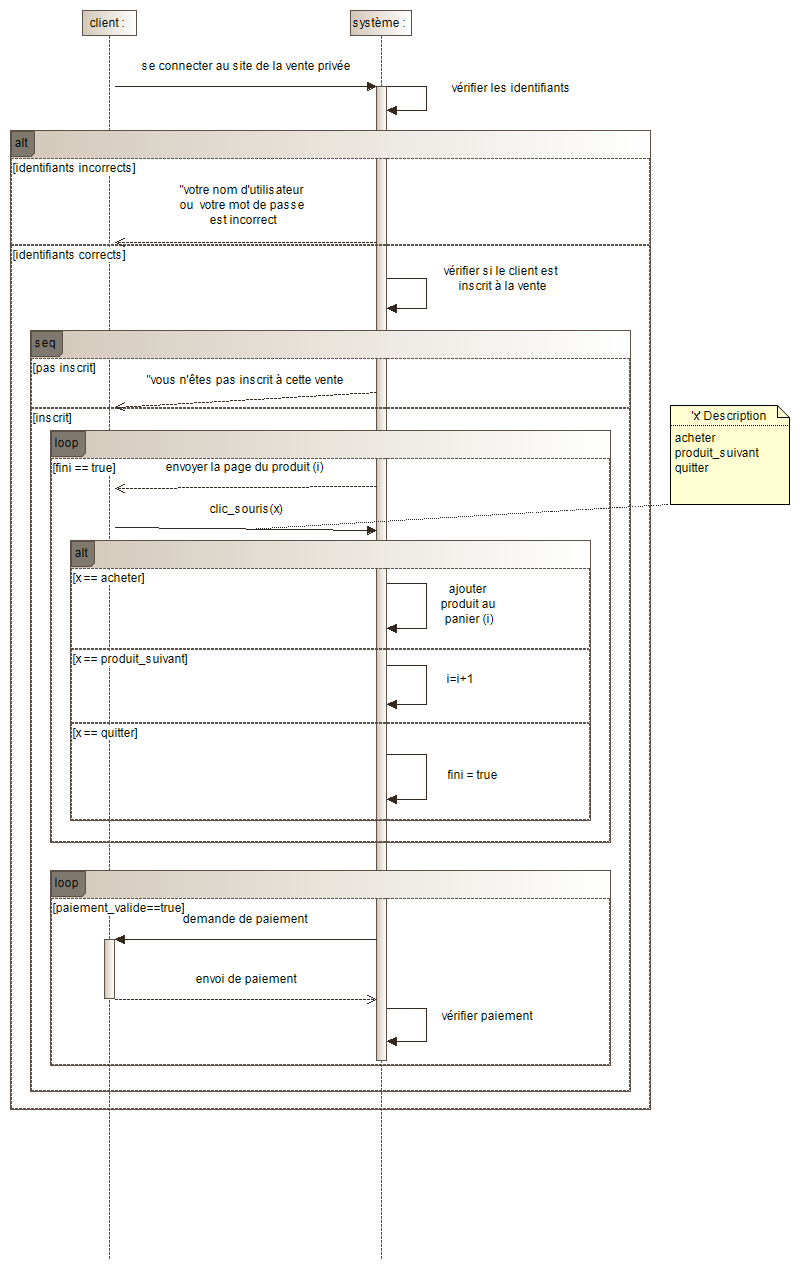 client :
système :
se connecter au site de la vente privée
vérifier les identifiants
alt
[identifiants incorrects]
"votre nom d'utilisateur
ou votre mot de passe
est incorrect
[identifiants corrects]
vérifier si le client est
inscrit à la vente
seq
[pas inscrit]
"vous n'êtes pas inscrit à cette vente
[inscrit]
'x' Description
acheter
produit_suivant
quitter
loop
[fini == true]
envoyer la page du produit (i)
clic_souris(x)
alt
[x == acheter]
ajouter
produit au
panier (i)
[x == produit_suivant]
i=i+1
[x == quitter]
fini = true
loop
[paiement_valide==true]
demande de paiement
envoi de paiement
vérifier paiement